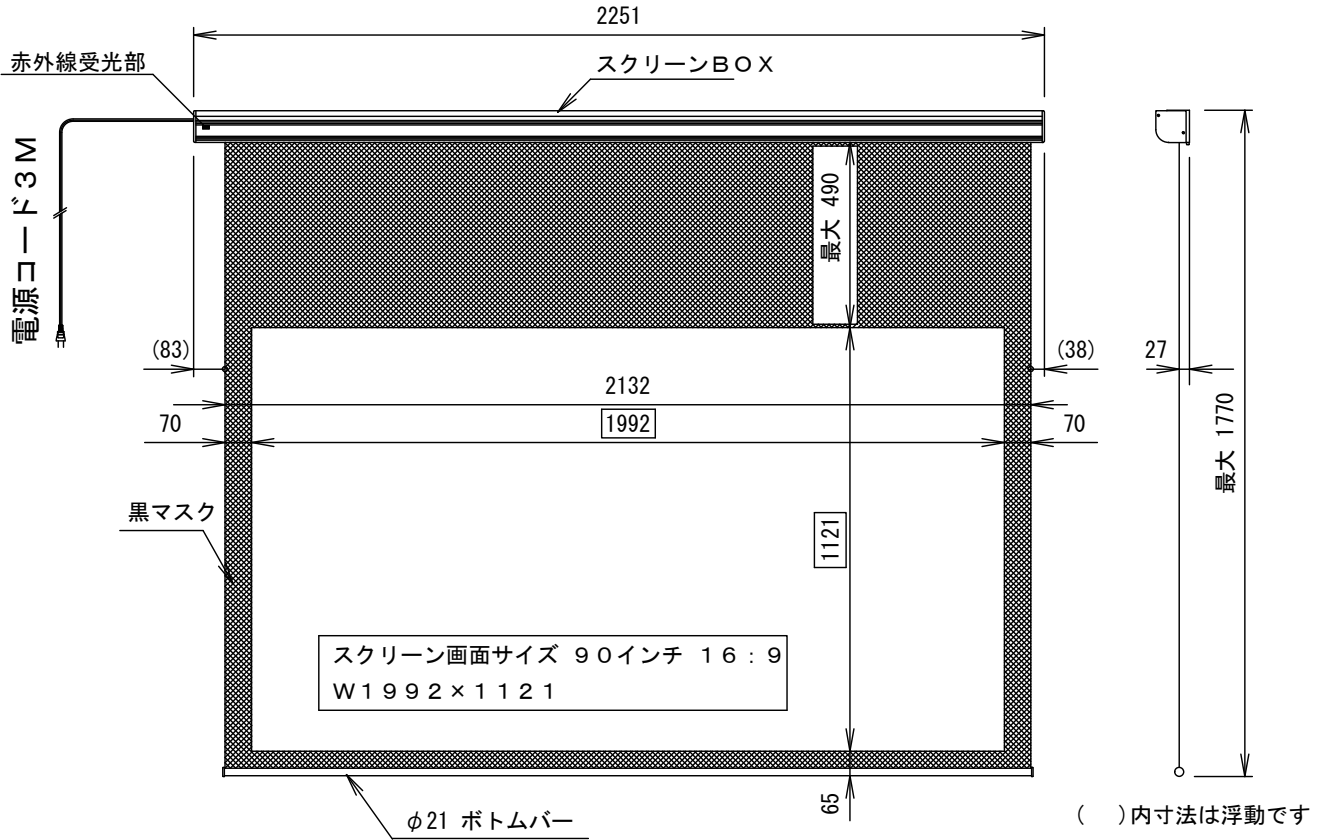 2251
赤外線受光部
スクリーンBOX
電源コード3M
最大 490
(83)
(38)
27
2132
70
1992
70
最大 1770
黒マスク
1121
スクリーン画面サイズ 90インチ 16:9
W1992×1121
65
φ21 ボトムバー
( )内寸法は浮動です